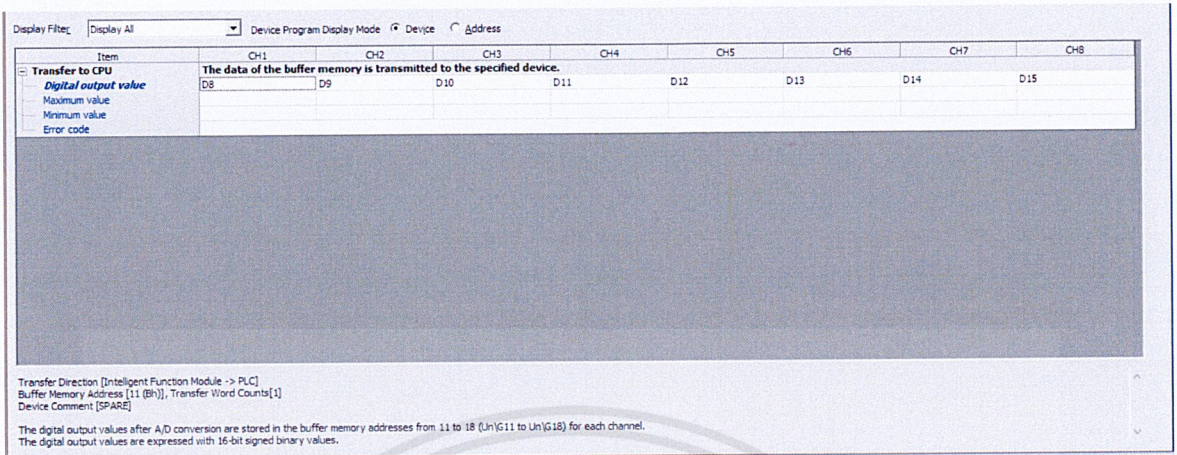 Display Filter Display All Device Program Display Mode Device Address
Item CH1 CH2 CH3 CH4 CH5 CH6 CH7 CH8
Transfer to CPU The data of the buffer memory is transmitted to the specified device.
Digital output value D8 D9 D10 D11 D12 D13 D14 D15
Maximum value
Minimum value
Error code
Transfer Direction [Intelligent Function Module -> PLC]
Buffer Memory Address [11 (Bh)], Transfer Word Counts[1]
Device Comment [SPARE]
The digital output values after A/D conversion are stored in the buffer memory addresses from 11 to 18 (Un\G11 to Un\G18) for each channel.
The digital output values are expressed with 16-bit signed binary values.